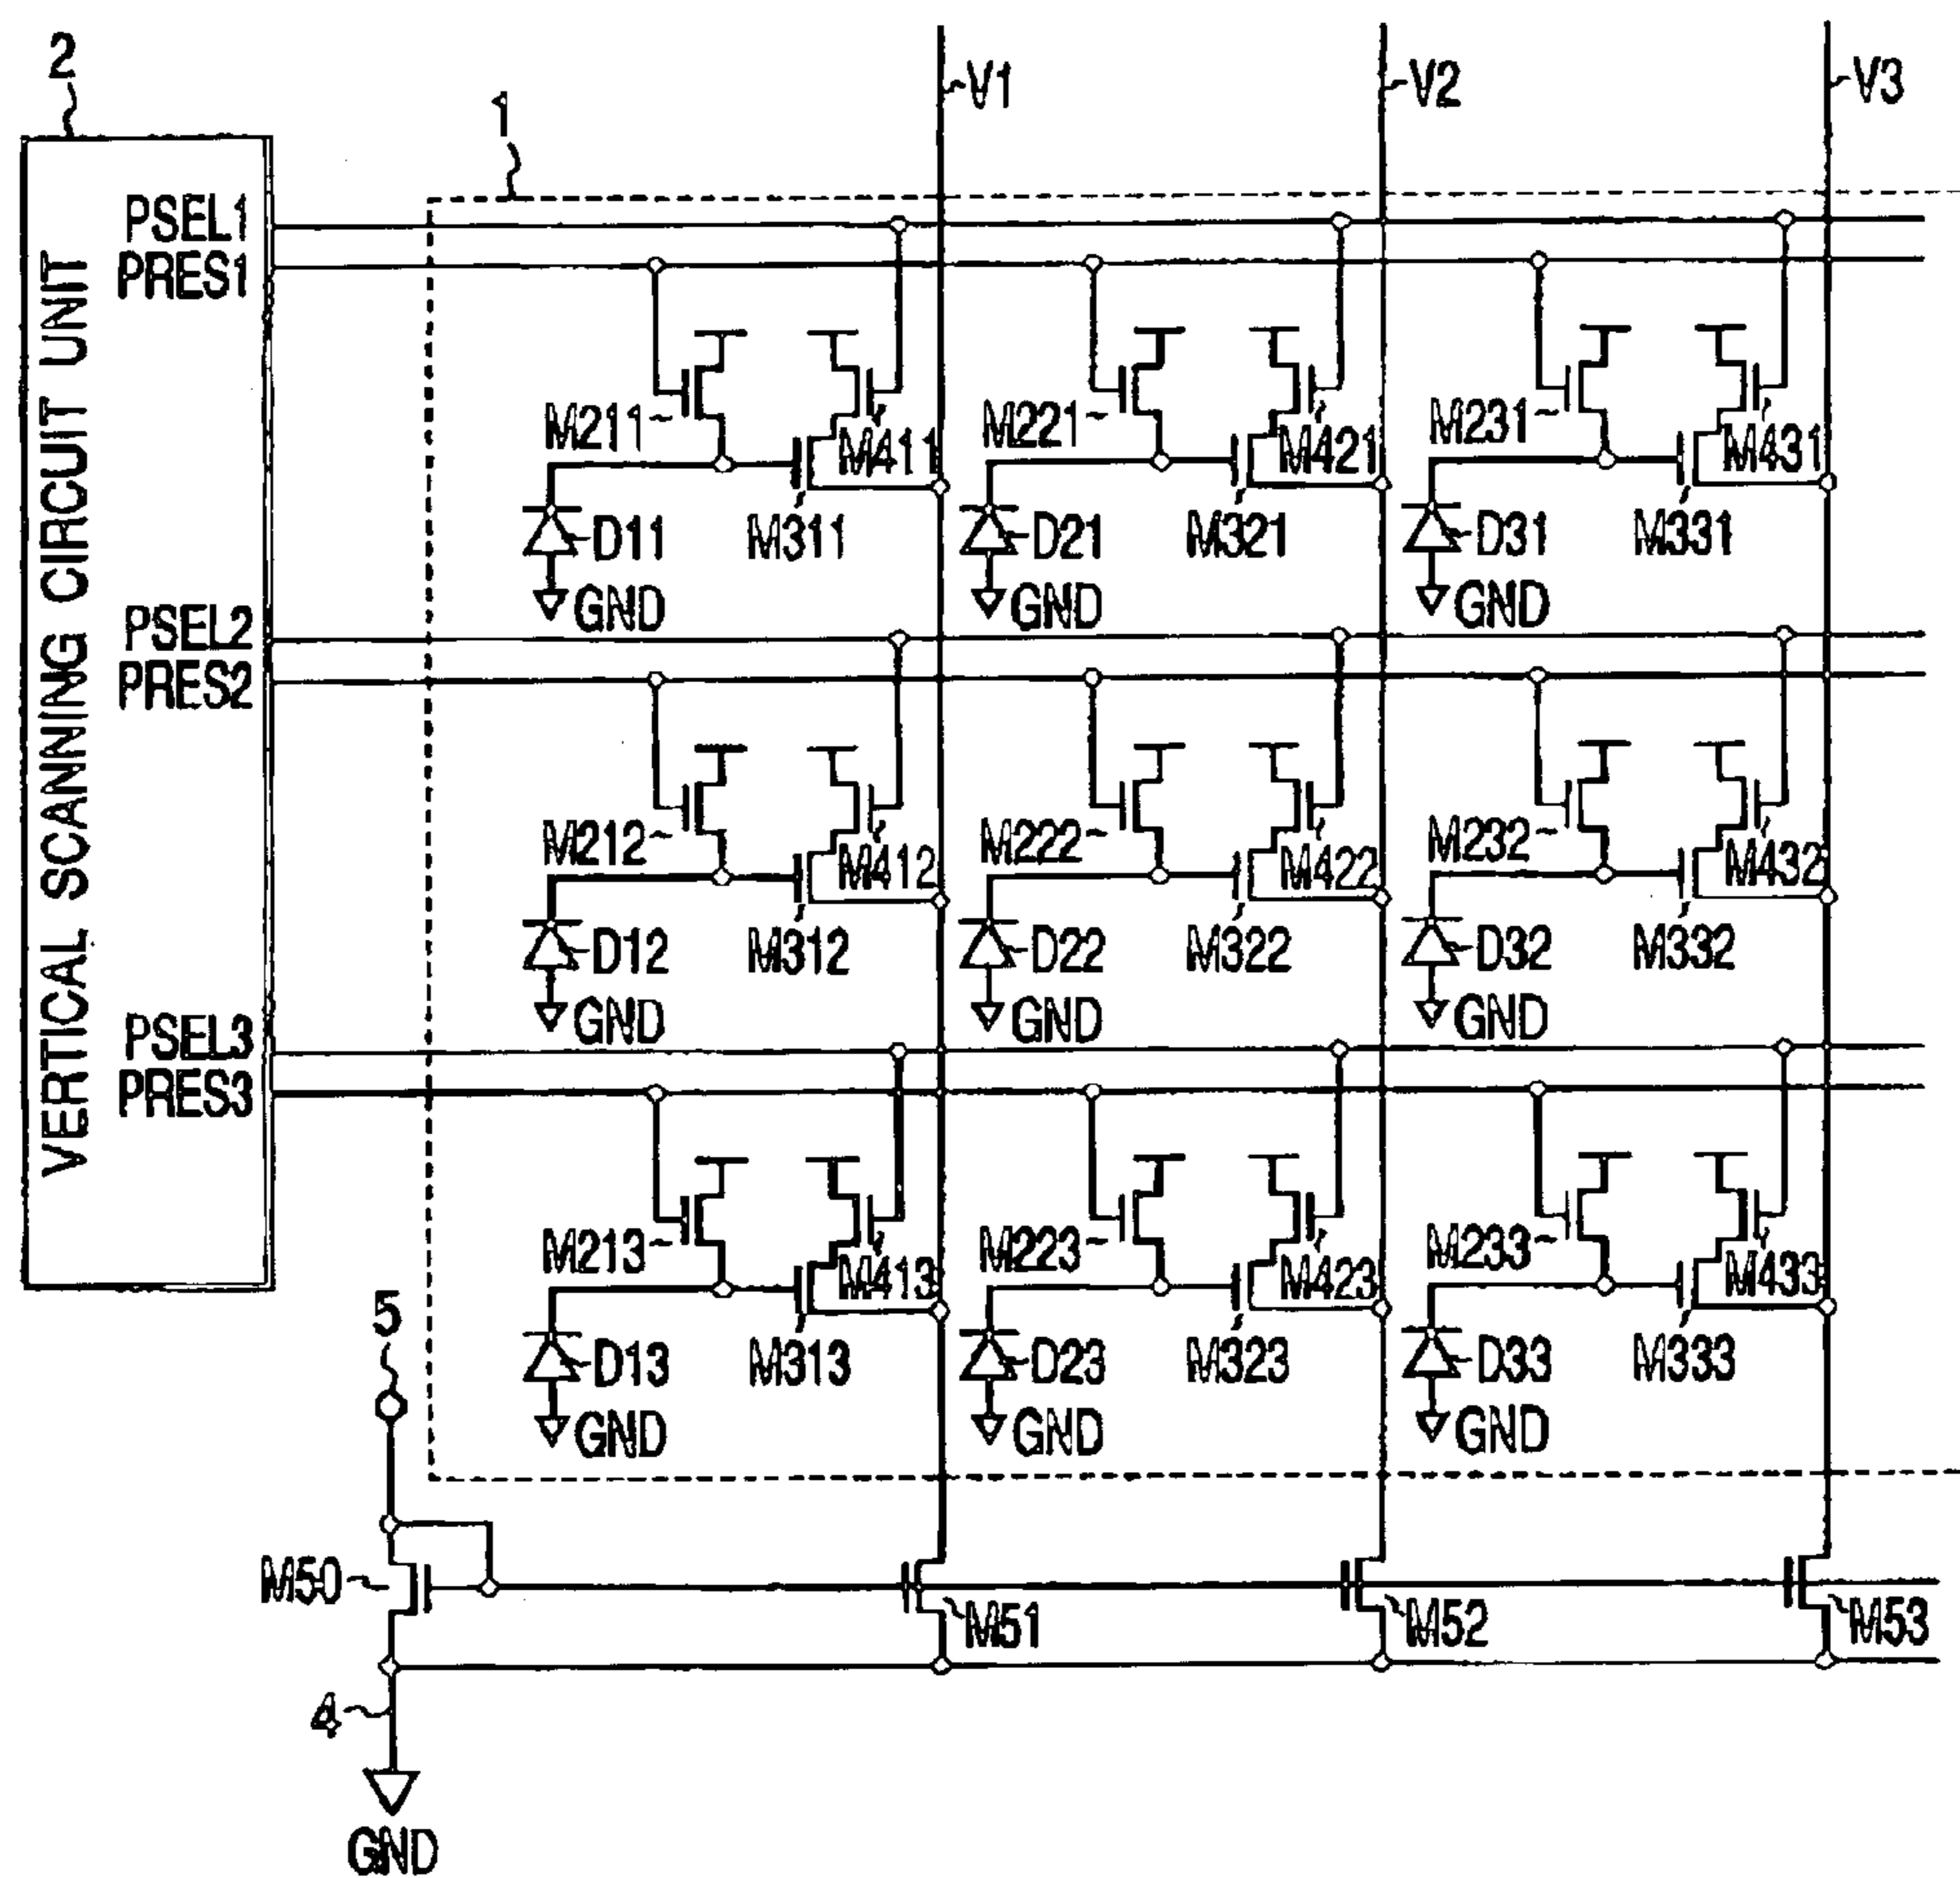 2
1
V1
V2
V3
VERTICAL SCANNING CIRCUIT UNIT
PSEL1
PRES1
M211
M411
M221
M421
M231
M431
D11
M311
D21
M321
D31
M331
GND
GND
GND
PSEL2
PRES2
M212
M412
M222
M422
M232
M432
D12
M312
D22
M322
D32
M332
GND
GND
GND
PSEL3
PRES3
M213
M413
M223
M423
M233
M433
5
D13
M313
D23
M323
D33
M333
GND
GND
GND
M50
M51
M52
M53
4
GND